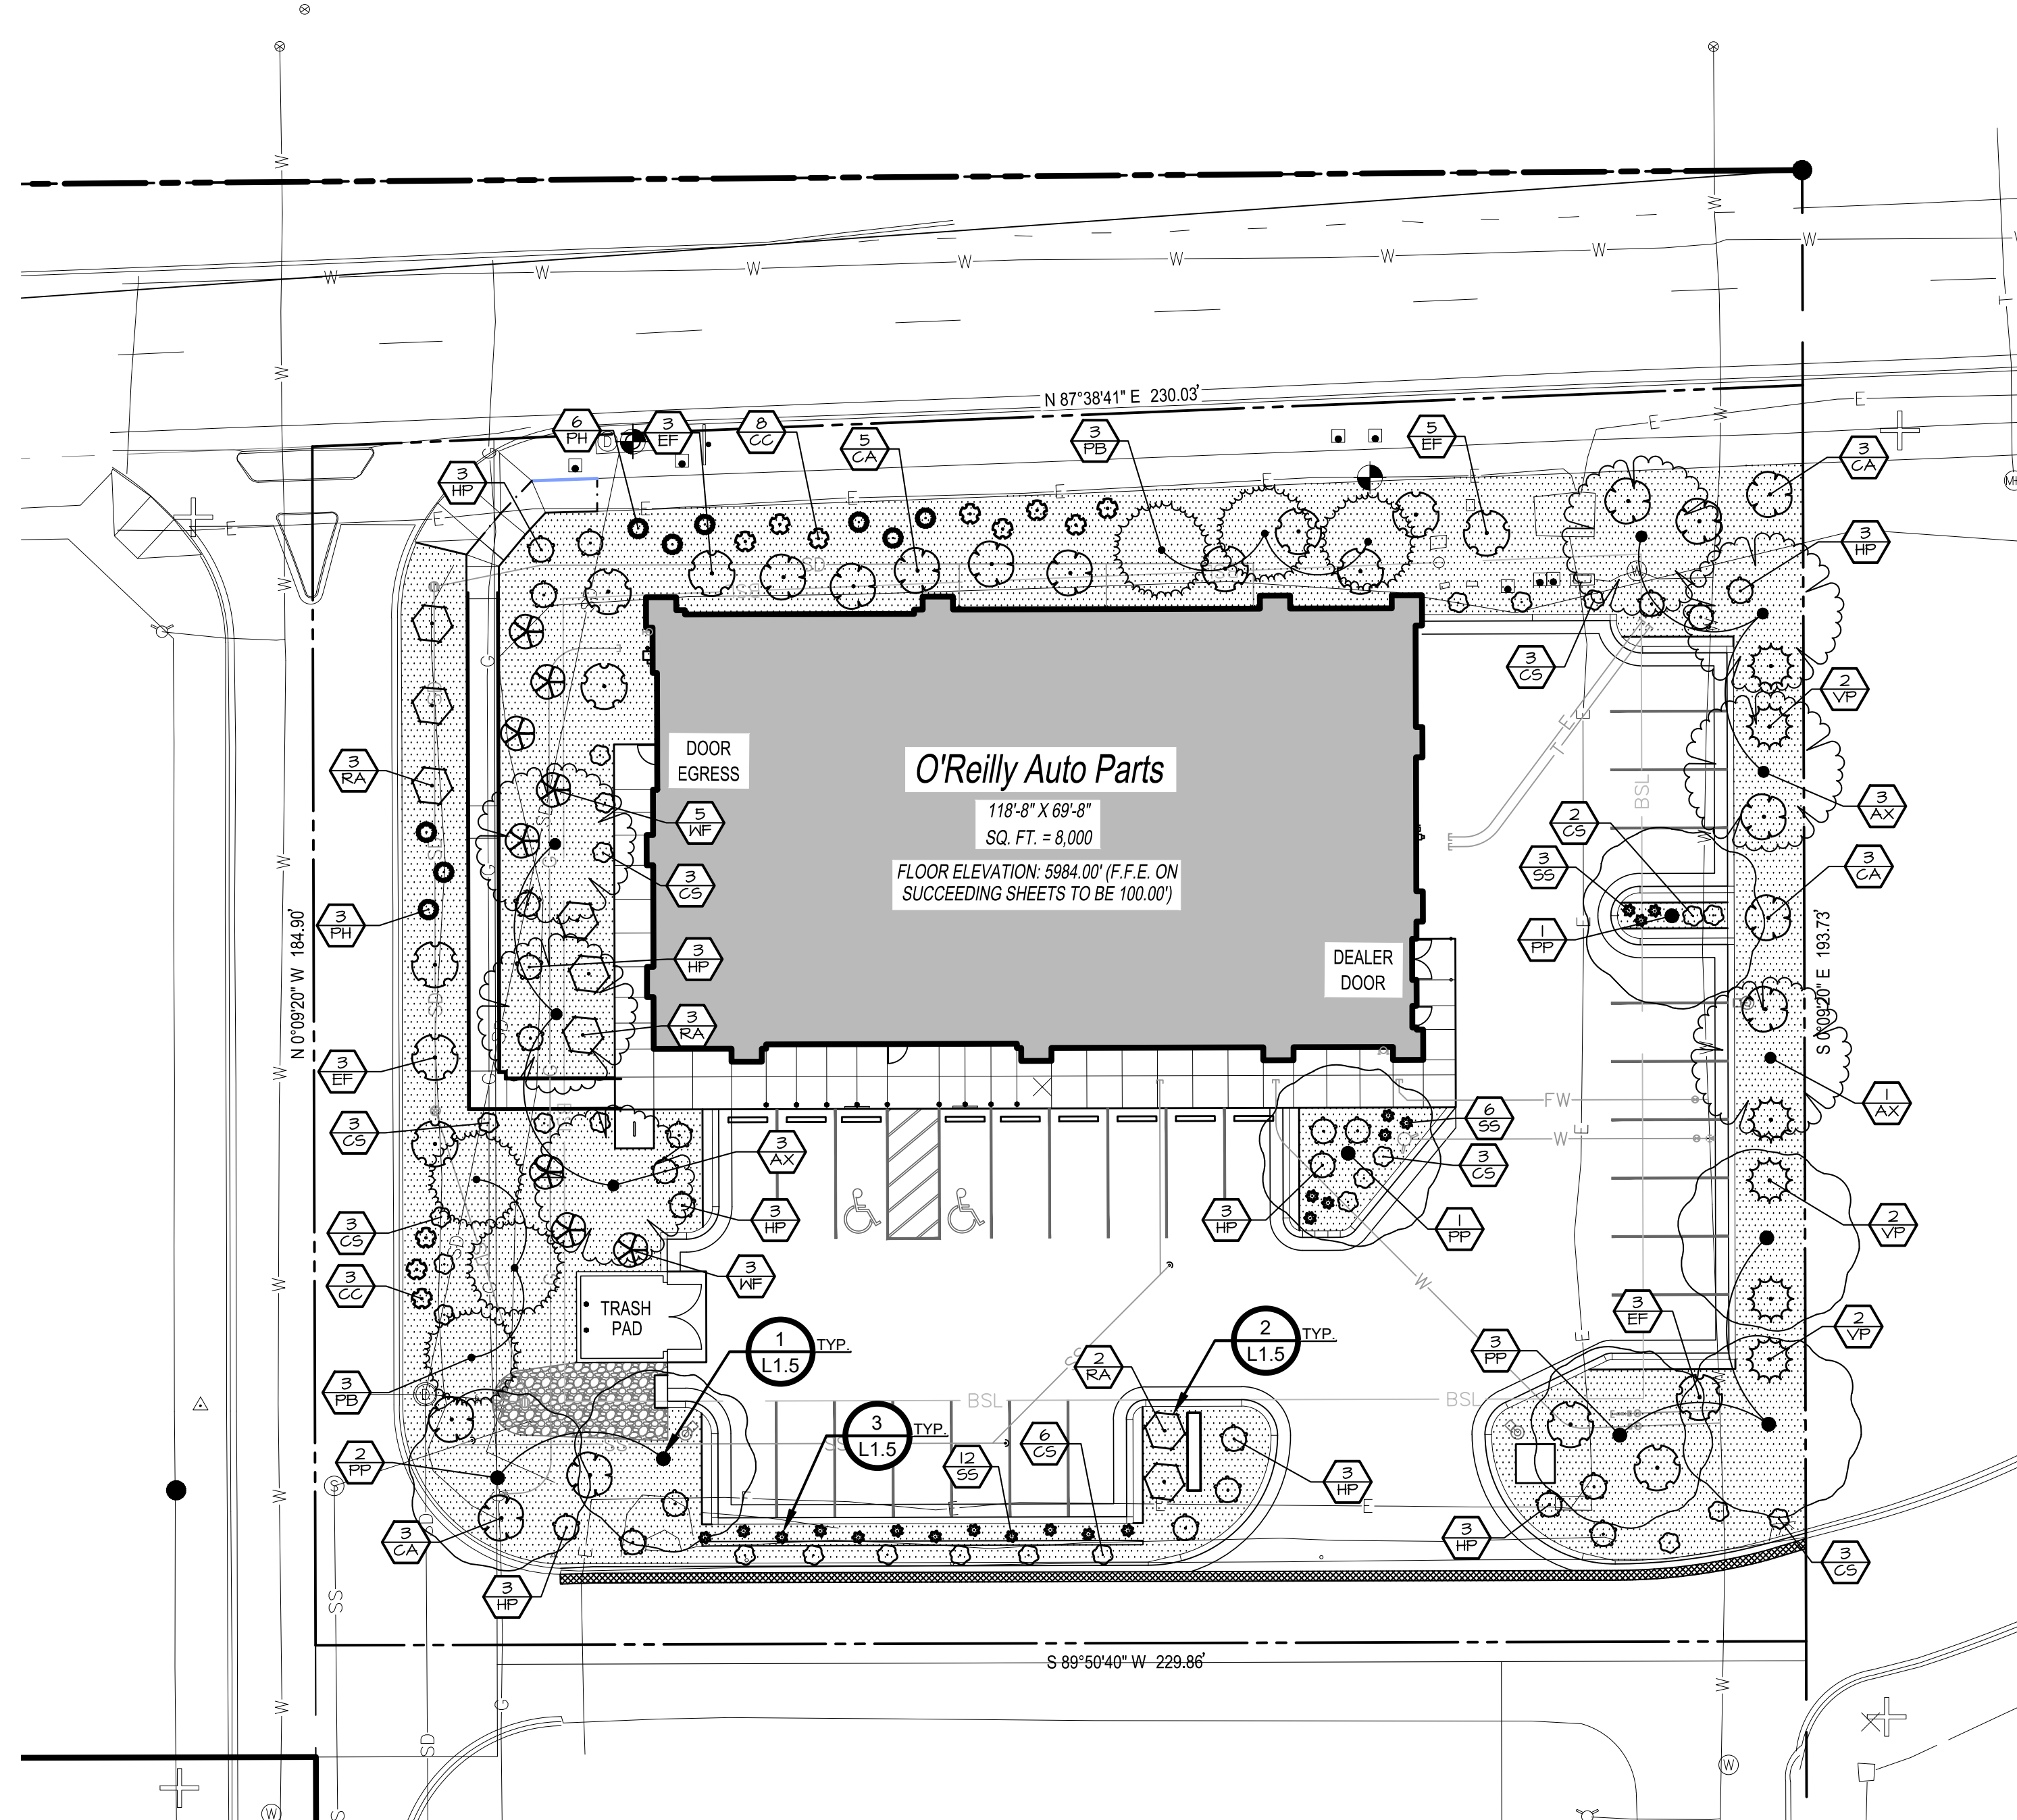 N 87°38'41" E 230.03'
6
PH
3
EF
8
CC
5
CA
3
PB
5
EF
3
CA
3
HP
3
HP
3
CS
2
VP
3
RA
DOOR
EGRESS
O'Reilly Auto Parts
118'-8" X 69'-8"
SQ. FT. = 8,000
FLOOR ELEVATION: 5984.00' (F.F.E. ON
SUCCEEDING SHEETS TO BE 100.00')
5
WF
3
CS
2
CS
3
SS
1
PP
3
AX
3
CA
3
PH
3
HP
3
RA
DEALER
DOOR
N 0°09'20" W 184.90'
S 0°09'20" E 193.73'
3
EF
3
CS
3
AX
3
HP
6
SS
3
CS
3
HP
1
PP
1
AX
2
VP
3
CS
3
CC
3
WF
TRASH
PAD
1
L1.5
TYP.
2
L1.5
TYP.
3
EF
3
PP
2
VP
3
PB
2
RA
BSL
BSL
BSL
3
L1.5
TYP.
12
SS
6
CS
2
PP
3
CA
3
HP
3
HP
3
HP
3
CS
FW
T-E
S 89°50'40" W 229.86'
SS
SD
G
W
E